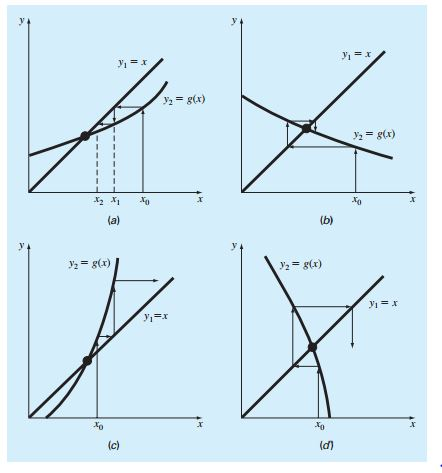 y
y₁ = x
y₂ = g(x)
x₂ x₁ x₀ x
(a)
y
y₁ = x
y₂ = g(x)
x₀ x
(b)
y
y₂ = g(x)
y₁=x
x₀ x
(c)
y
y₂ = g(x)
y₁ = x
x₀ x
(d)